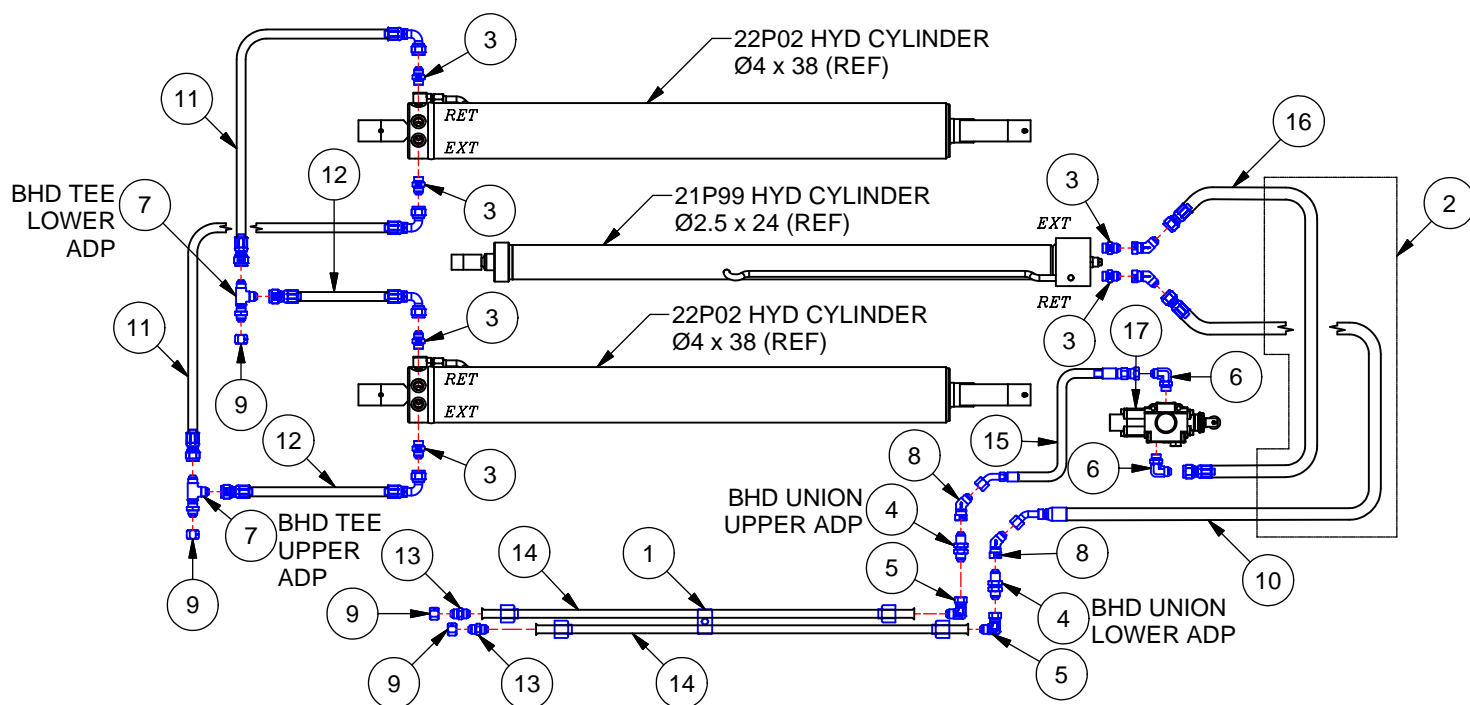 3
22P02 HYD CYLINDER
Ø4 x 38 (REF)
11
RET
EXT
16
12
3
3
2
BHD TEE
LOWER
ADP
7
21P99 HYD CYLINDER
Ø2.5 x 24 (REF)
EXT
RET
3
22P02 HYD CYLINDER
Ø4 x 38 (REF)
3
17
11
9
RET
EXT
6
12
3
15
8
6
BHD UNION
UPPER ADP
4
7
BHD TEE
UPPER
ADP
9
13
14
1
5
8
10
9
4
BHD UNION
LOWER ADP
9
13
14
5